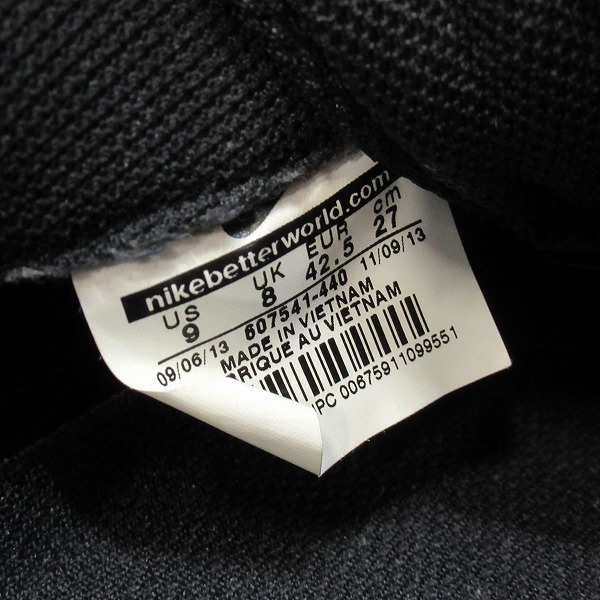 nikebetterworld.com
US UK EUR cm
9 8 42.5 27
607541-440
09/06/13 11/09/13
MADE IN VIETNAM
RIQUE AU VIETNAM
PC 00675911099551